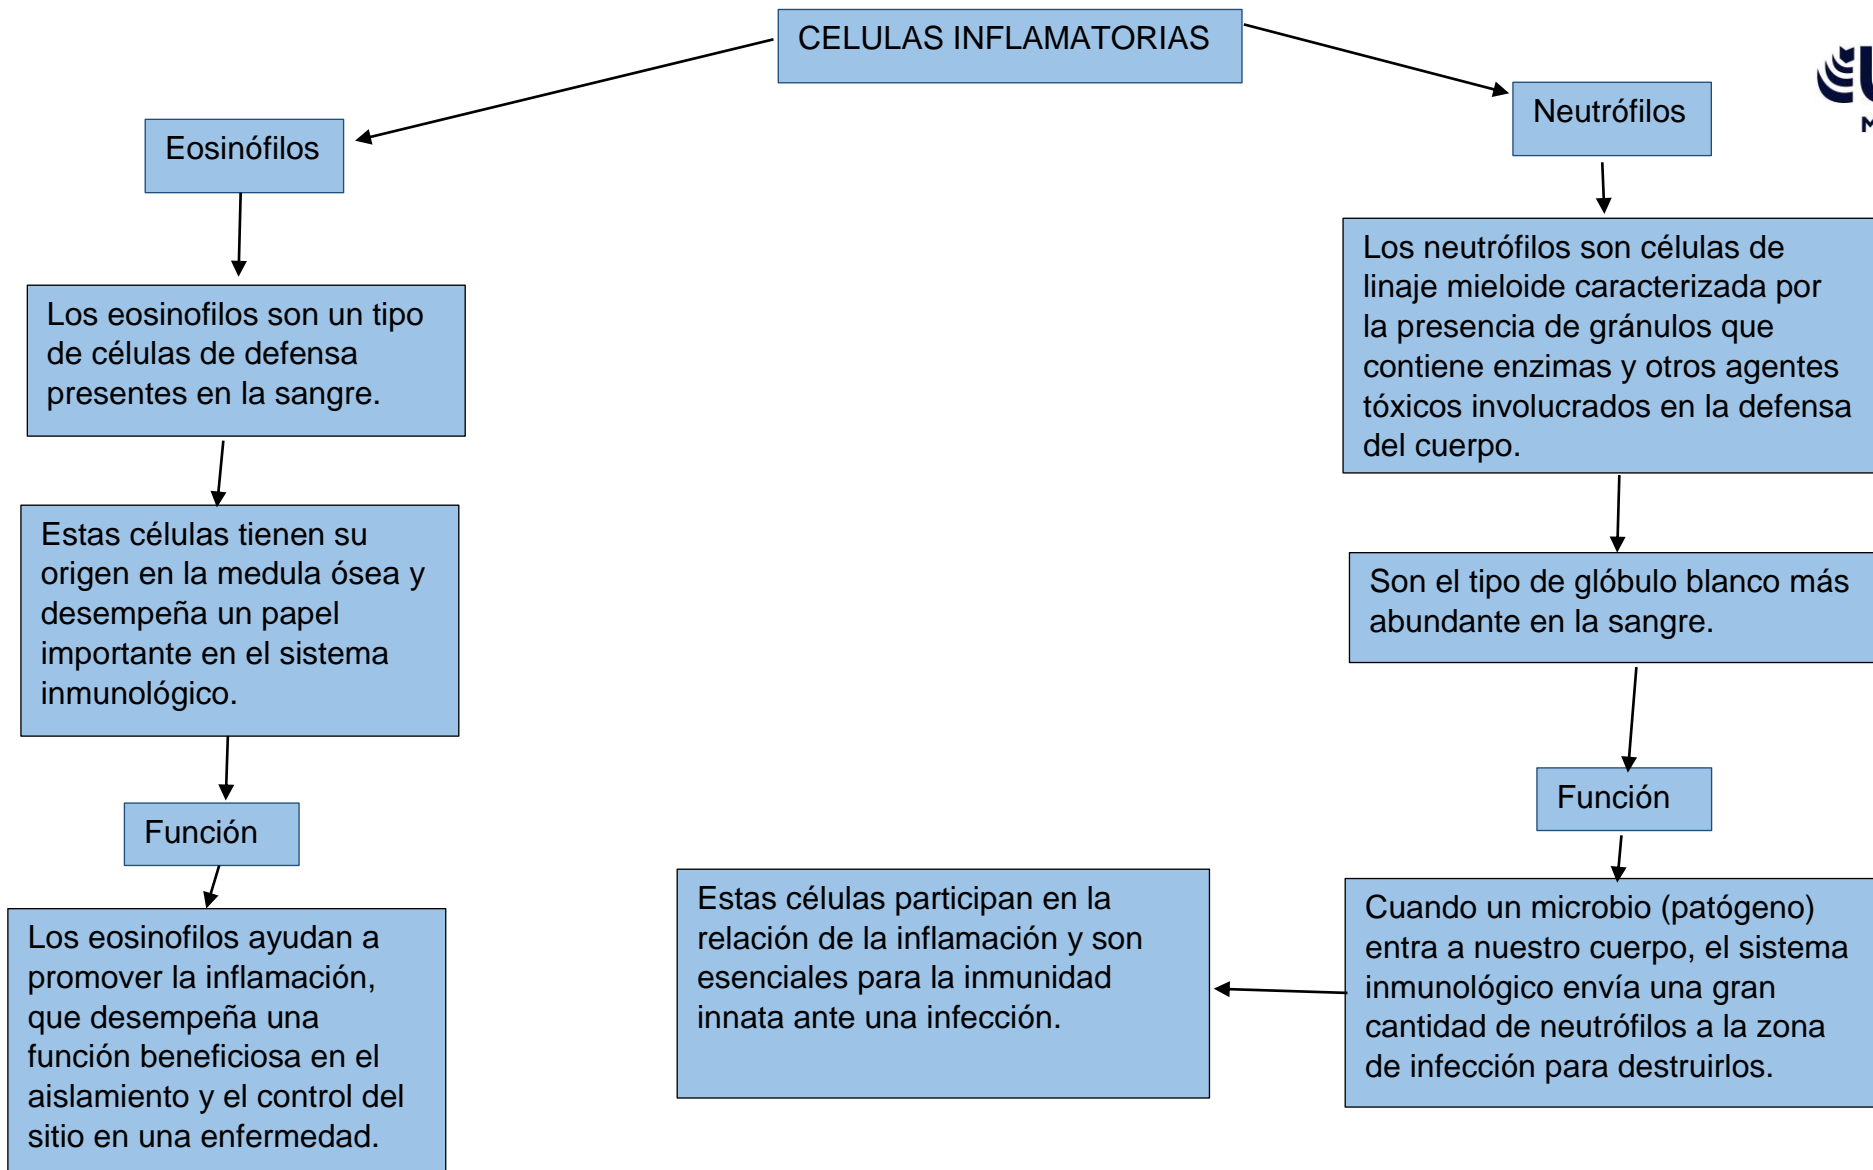 CELULAS INFLAMATORIAS
Eosinófilos
Los eosinofilos son un tipo
de células de defensa
presentes en la sangre.
Estas células tienen su
origen en la medula ósea y
desempeña un papel
importante en el sistema
inmunológico.
Función
Los eosinofilos ayudan a
promover la inflamación,
que desempeña una
función beneficiosa en el
aislamiento y el control del
sitio en una enfermedad.
Neutrófilos
Los neutrófilos son células de
linaje mieloide caracterizada por
la presencia de gránulos que
contiene enzimas y otros agentes
tóxicos involucrados en la defensa
del cuerpo.
Son el tipo de glóbulo blanco más
abundante en la sangre.
Función
Cuando un microbio (patógeno)
entra a nuestro cuerpo, el sistema
inmunológico envía una gran
cantidad de neutrófilos a la zona
de infección para destruirlos.
Estas células participan en la
relación de la inflamación y son
esenciales para la inmunidad
innata ante una infección.